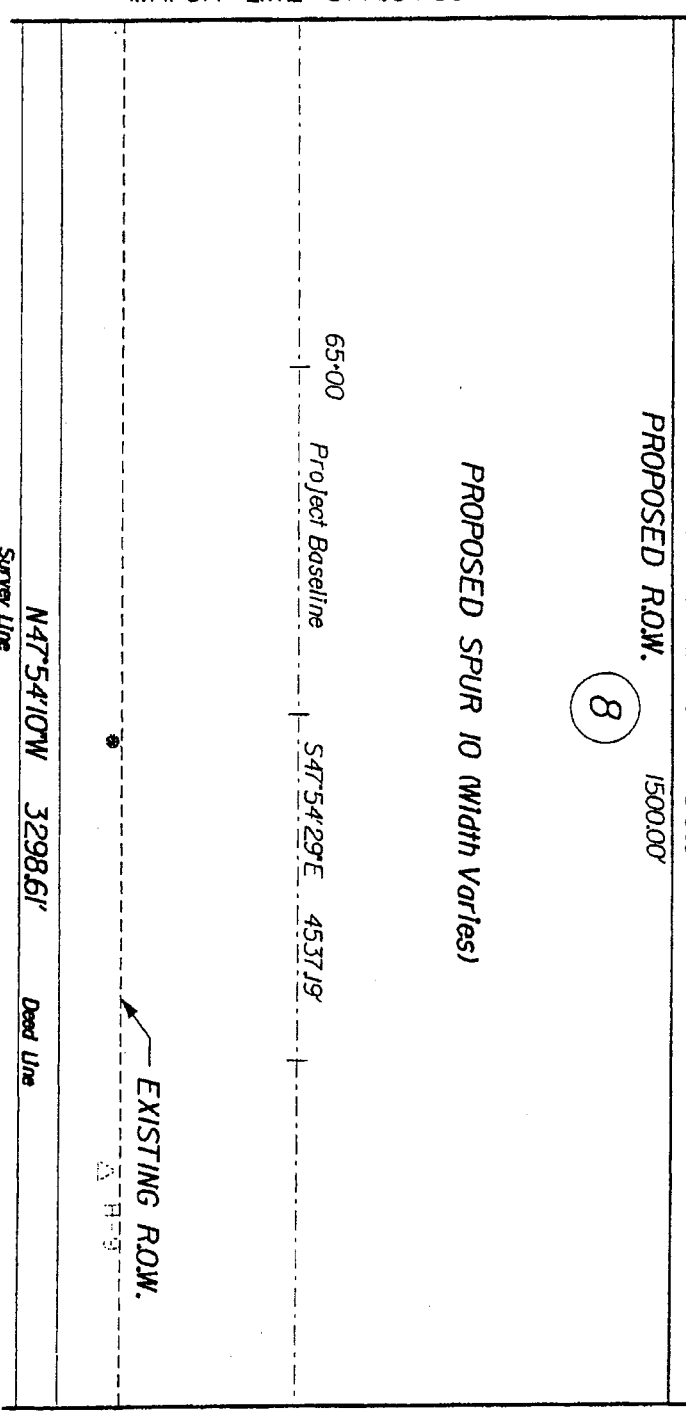 PROPOSED R.O.W. 1500.00'
8
PROPOSED SPUR 10 (Width Varies)
65+00 Project Baseline S47°54'29"E 4537.19'
EXISTING R.O.W.
△ H-9
N47°54'10"W 3298.61' Deed Line
Survey Line